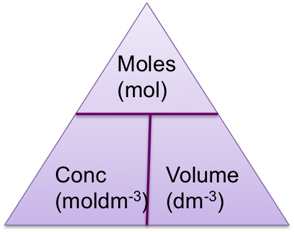 Moles
(mol)
Conc
(moldm⁻³)
Volume
(dm⁻³)